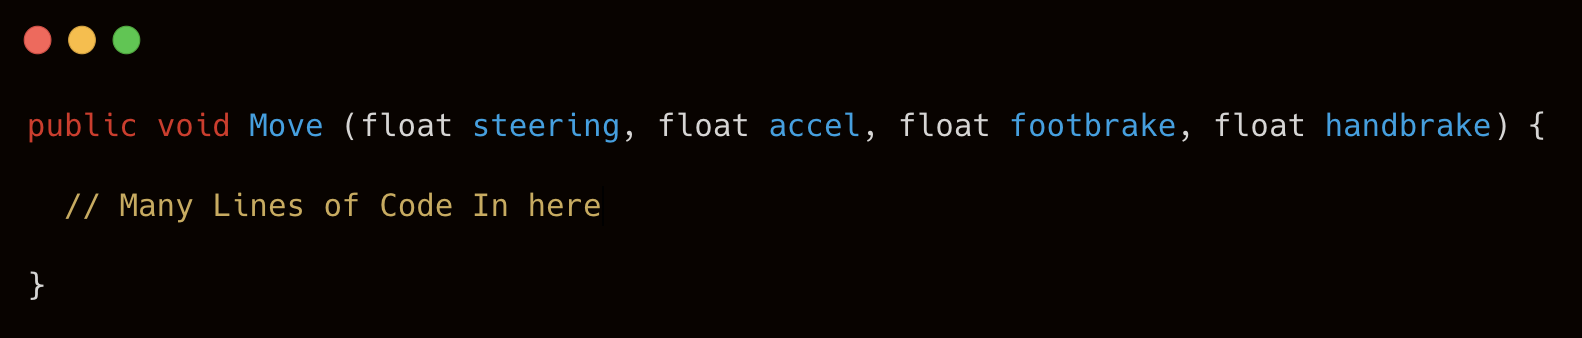 public void Move (float steering, float accel, float footbrake, float handbrake) {
// Many Lines of Code In here
}